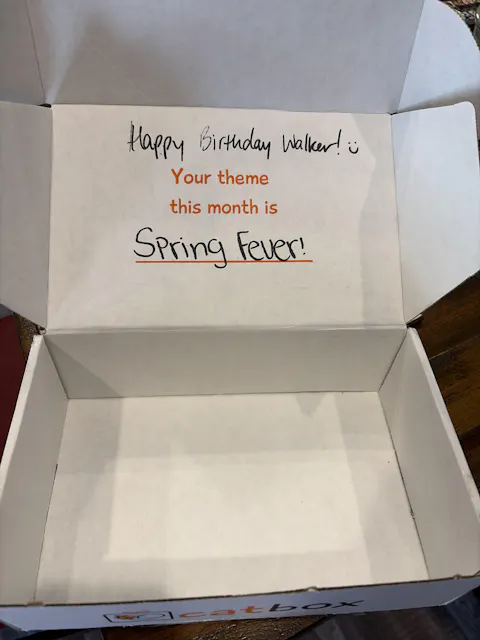 Happy Birthday Walker! :)
Your theme
this month is
Spring Fever!
catbox